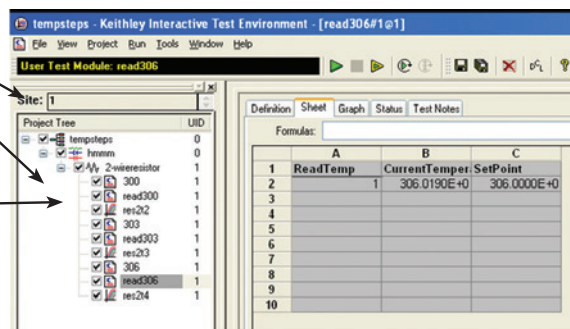 tempsteps - Keithley Interactive Test Environment - [read306#1@1]
File View Project Run Tools Window Help
User Test Module: read306
Site: 1
Project Tree UID
tempsteps 0
hmmm 0
2-wireresistor 1
300 1
read300 1
res2t2 1
303 1
read303 1
res2t3 1
306 1
read306 1
res2t4 1
Definition Sheet Graph Status Test Notes
Formulas:
A B C
1 ReadTemp CurrentTemper SetPoint
2 1 306.0190E+0 306.0000E+0
3
4
5
6
7
8
9
10